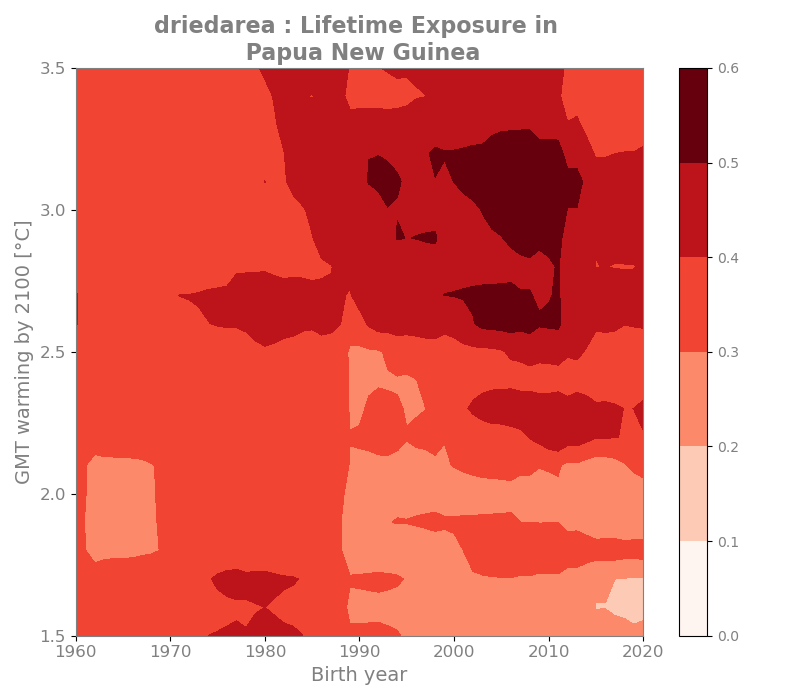 driedarea : Lifetime Exposure in
Papua New Guinea
GMT warming by 2100 [°C]
3.5
3.0
2.5
2.0
1.5
1960 1970 1980 1990 2000 2010 2020
Birth year
0.6
0.5
0.4
0.3
0.2
0.1
0.0